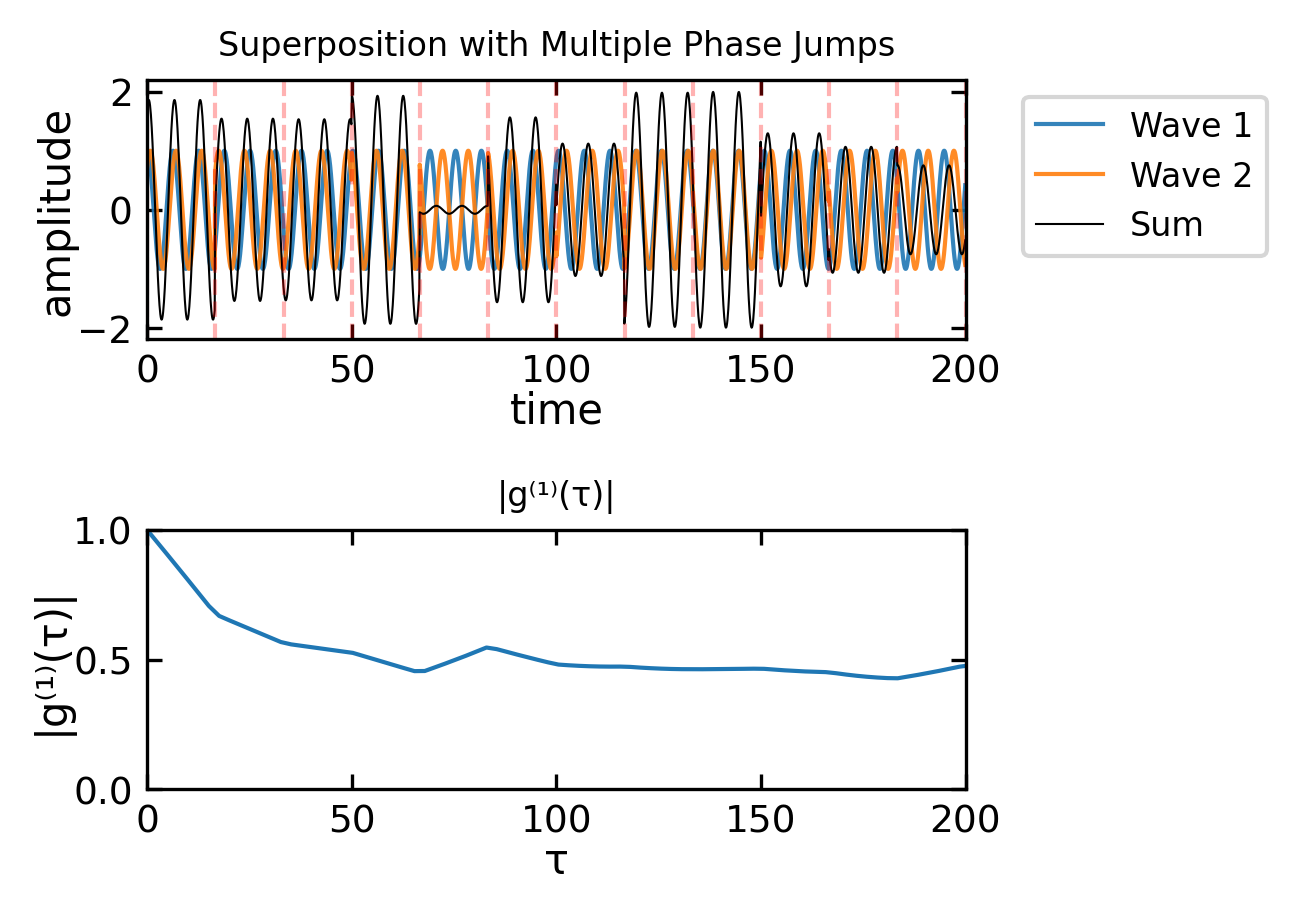 Superposition with Multiple Phase Jumps
amplitude
2
0
−2
0 50 100 150 200
time
Wave 1
Wave 2
Sum
|g⁽¹⁾(τ)|
|g⁽¹⁾(τ)|
1.0
0.5
0.0
0 50 100 150 200
τ